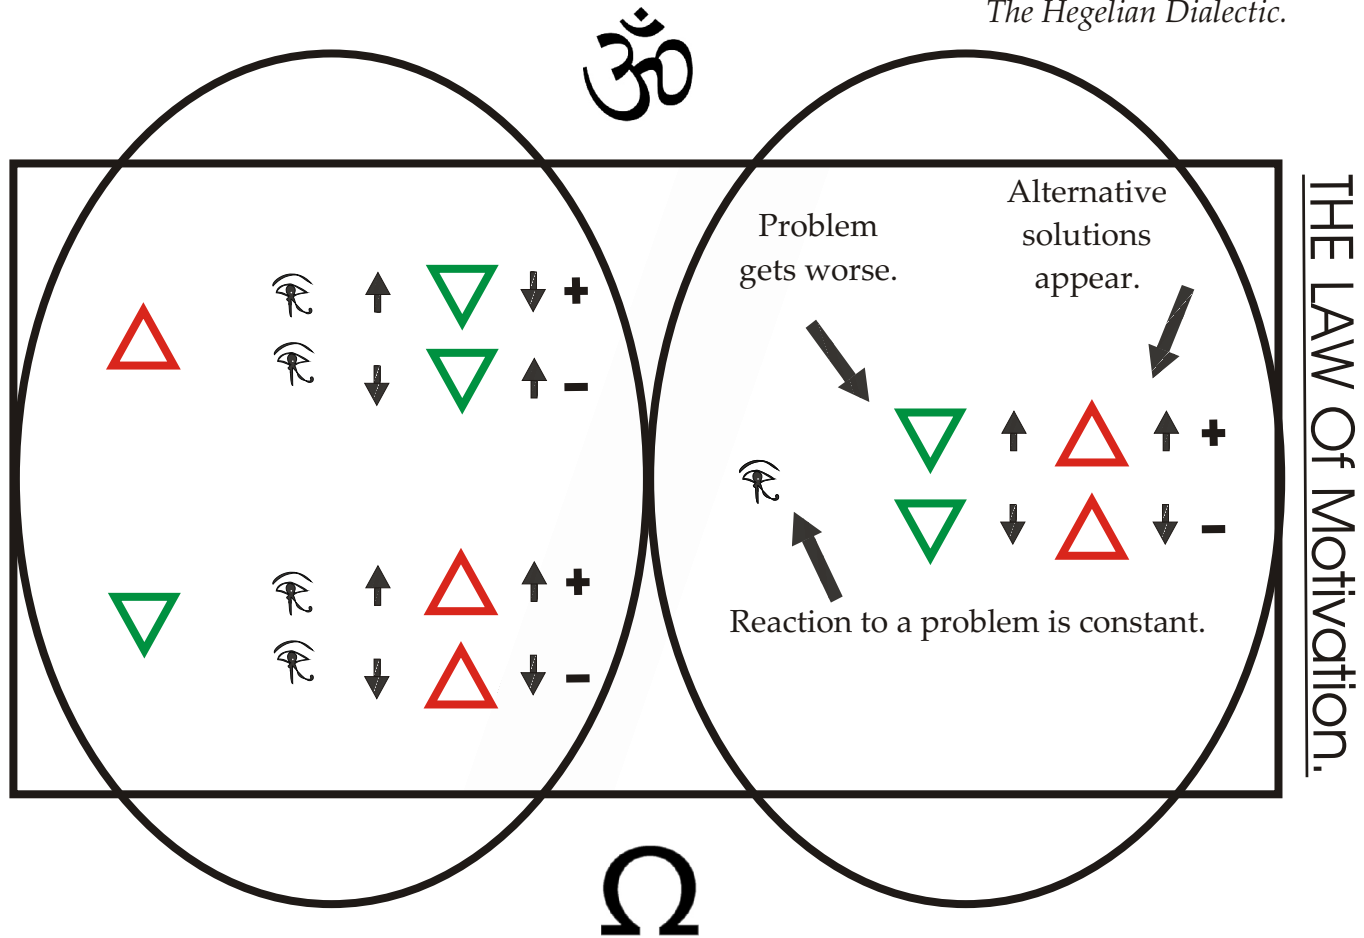 The Hegelian Dialectic.
ॐ
Problem
gets worse.
Alternative
solutions
appear.
+
−
+
−
+
−
Reaction to a problem is constant.
THE LAW Of Motivation.
Ω